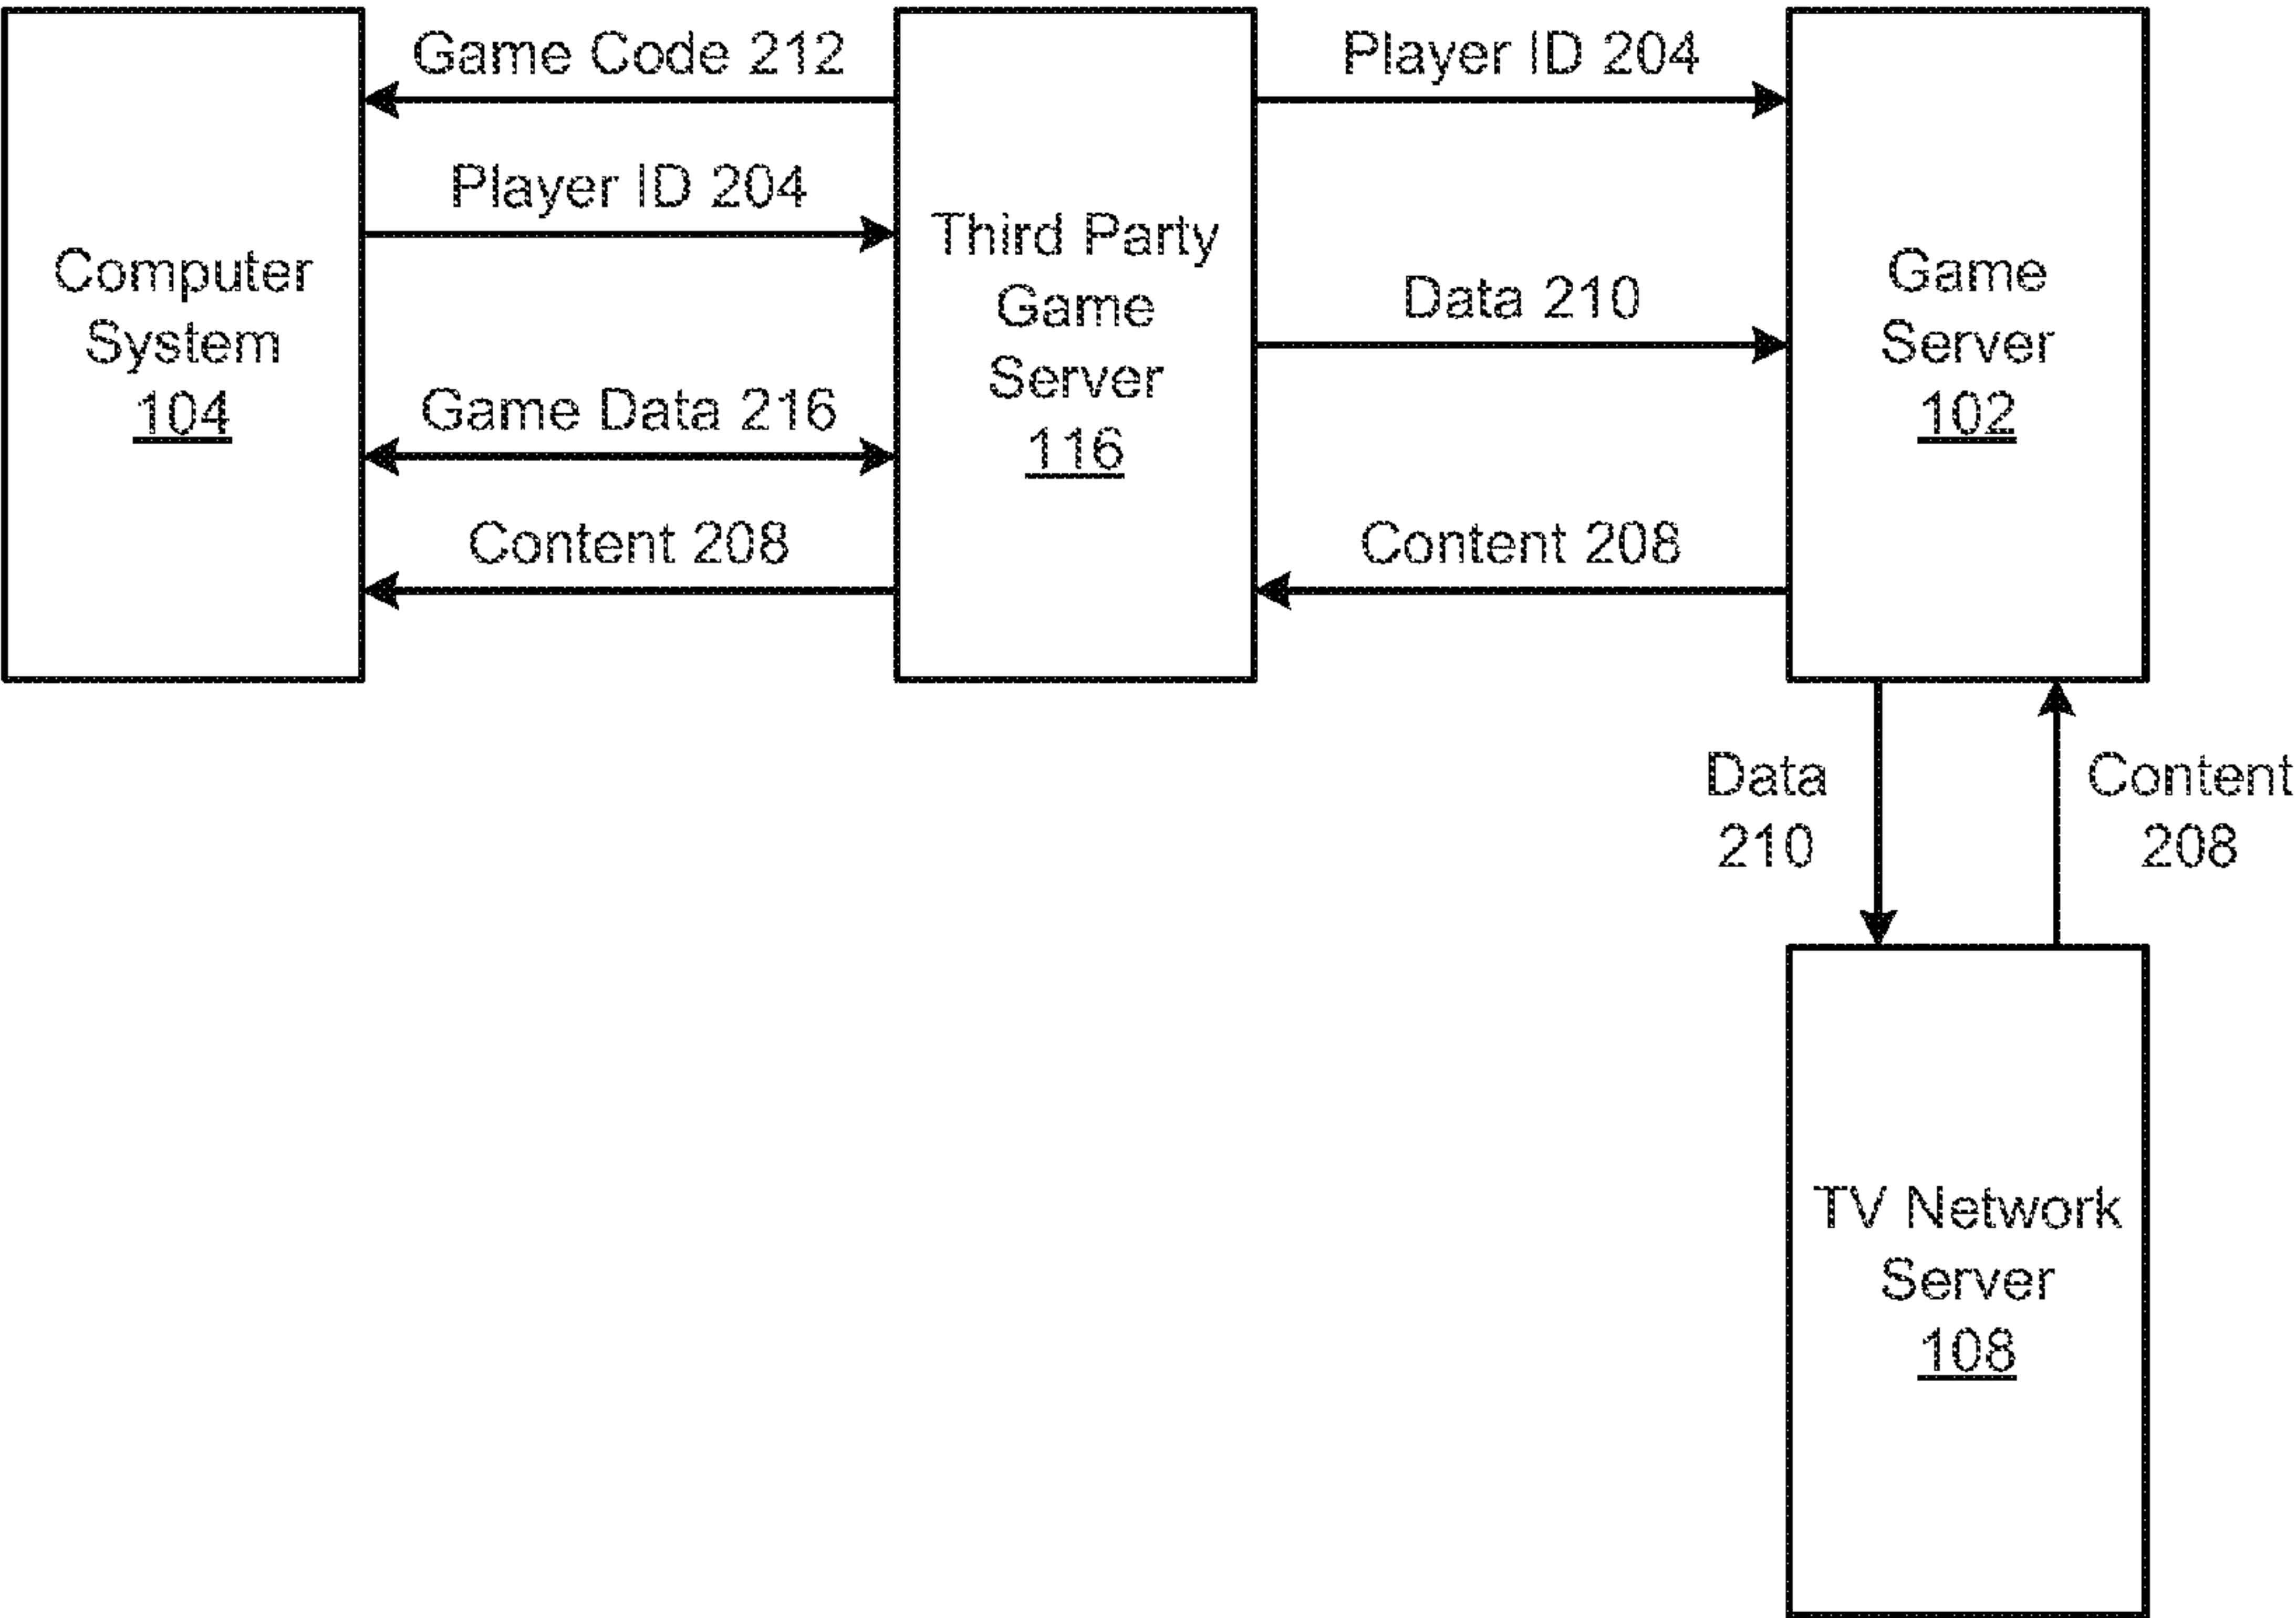 Game Code 212
Player ID 204
Player ID 204
Computer
System
104
Third Party
Game
Server
116
Data 210
Game
Server
102
Game Data 216
Content 208
Content 208
Data
210
Content
208
TV Network
Server
108